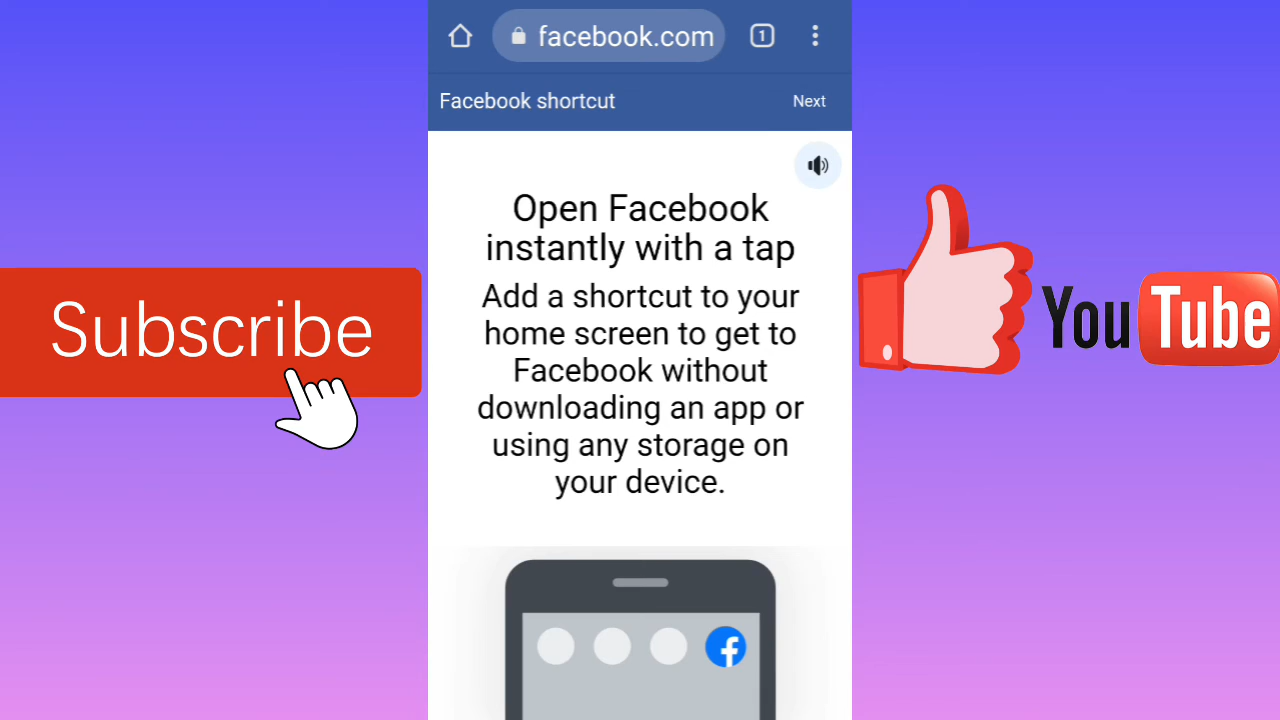 facebook.com
1
Facebook shortcut
Next
Open Facebook
instantly with a tap
Add a shortcut to your
home screen to get to
Facebook without
downloading an app or
using any storage on
your device.
Subscribe
YouTube